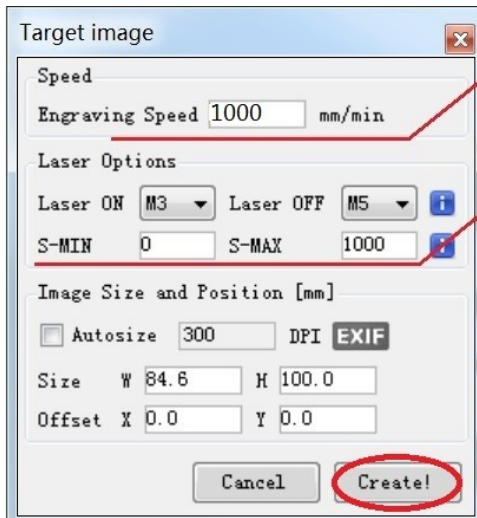 Target image
Speed
Engraving Speed 1000 mm/min
Laser Options
Laser ON M3 Laser OFF M5
S-MIN 0 S-MAX 1000
Image Size and Position [mm]
Autosize 300 DPI EXIF
Size W 84.6 H 100.0
Offset X 0.0 Y 0.0
Cancel Create!